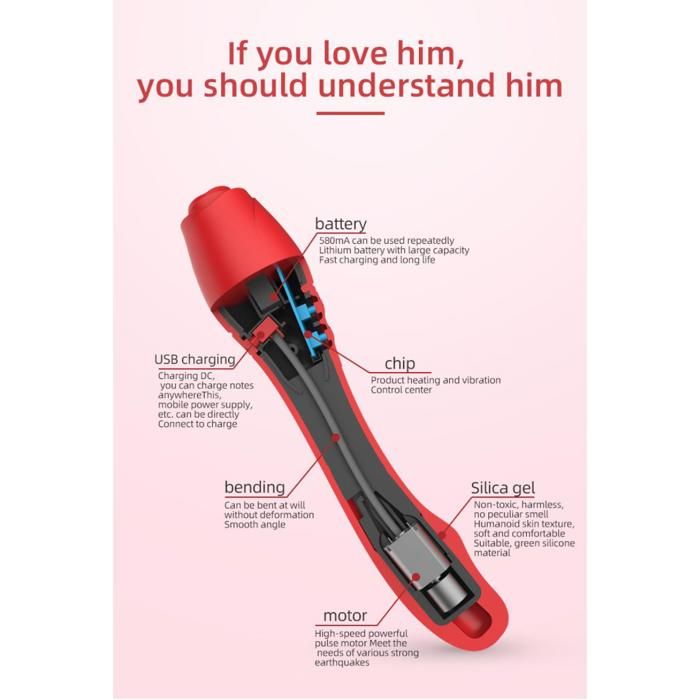 If you love him,
you should understand him
battery
580mA can be used repeatedly
Lithium battery with large capacity
Fast charging and long life
USB charging
Charging DC,
you can charge notes
anywhereThis,
mobile power supply,
etc. can be directly
Connect to charge
chip
Product heating and vibration
Control center
bending
Can be bent at will
without deformation
Smooth angle
Silica gel
Non-toxic, harmless,
no peculiar smell
Humanoid skin texture,
soft and comfortable
Suitable, green silicone
material
motor
High-speed powerful
pulse motor Meet the
needs of various strong
earthquakes